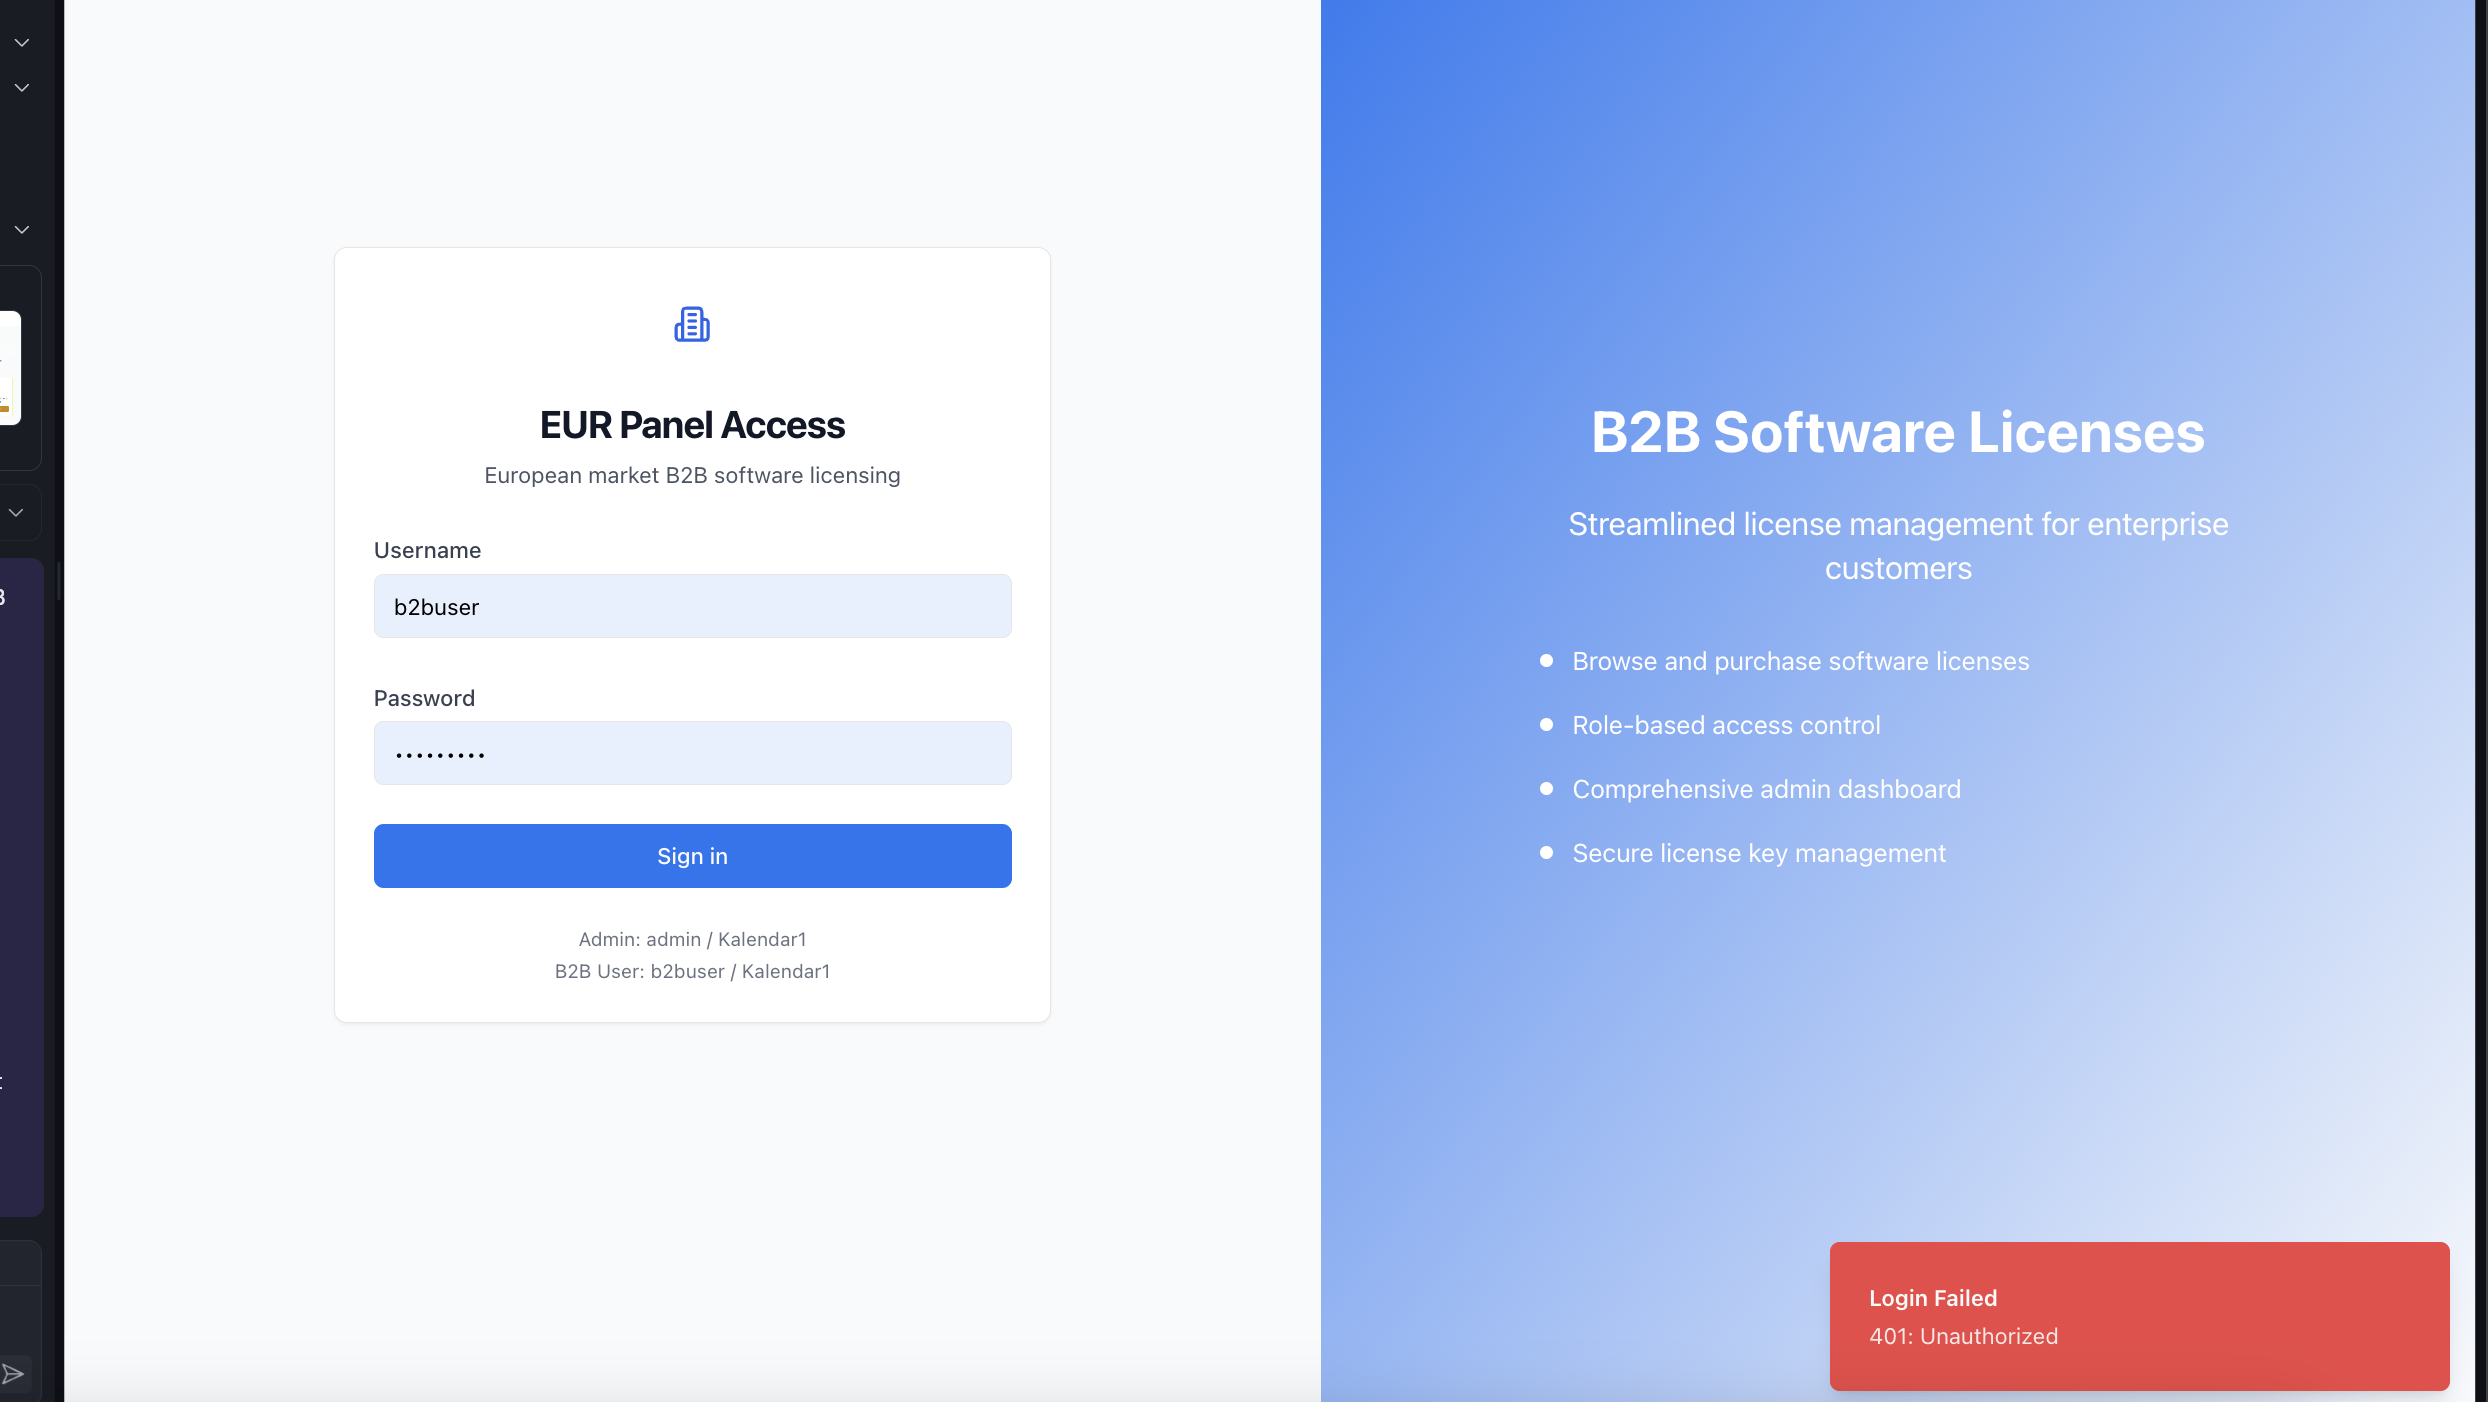 EUR Panel Access
European market B2B software licensing
Username
b2buser
Password
•••••••••
Sign in
Admin: admin / Kalendar1
B2B User: b2buser / Kalendar1
B2B Software Licenses
Streamlined license management for enterprise
customers
Browse and purchase software licenses
Role-based access control
Comprehensive admin dashboard
Secure license key management
Login Failed
401: Unauthorized